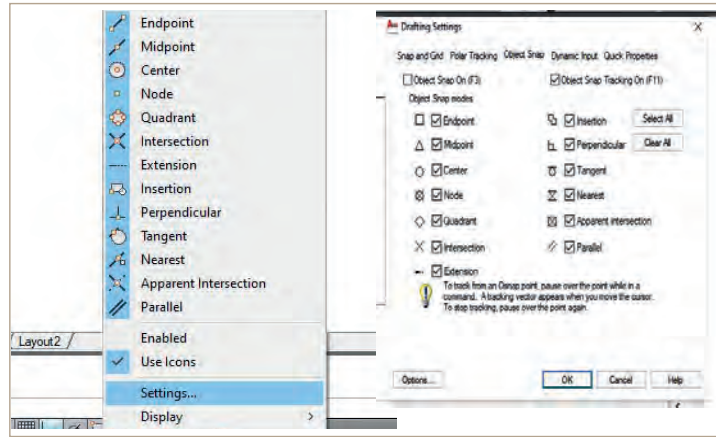 Endpoint
Midpoint
Center
Node
Quadrant
Intersection
Extension
Insertion
Perpendicular
Tangent
Nearest
Apparent Intersection
Parallel
Enabled
Use Icons
Settings...
Display
Layout2
Drafting Settings
Snap and Grid Polar Tracking Object Snap Dynamic Input Quick Properties
Object Snap On (F3) Object Snap Tracking On (F11)
Object Snap modes
Endpoint Insertion Select All
Midpoint Perpendicular Clear All
Center Tangent
Node Nearest
Quadrant Apparent intersection
Intersection Parallel
Extension
To track from an Osnap point, pause over the point while in a
command. A tracking vector appears when you move the cursor.
To stop tracking, pause over the point again.
Options... OK Cancel Help